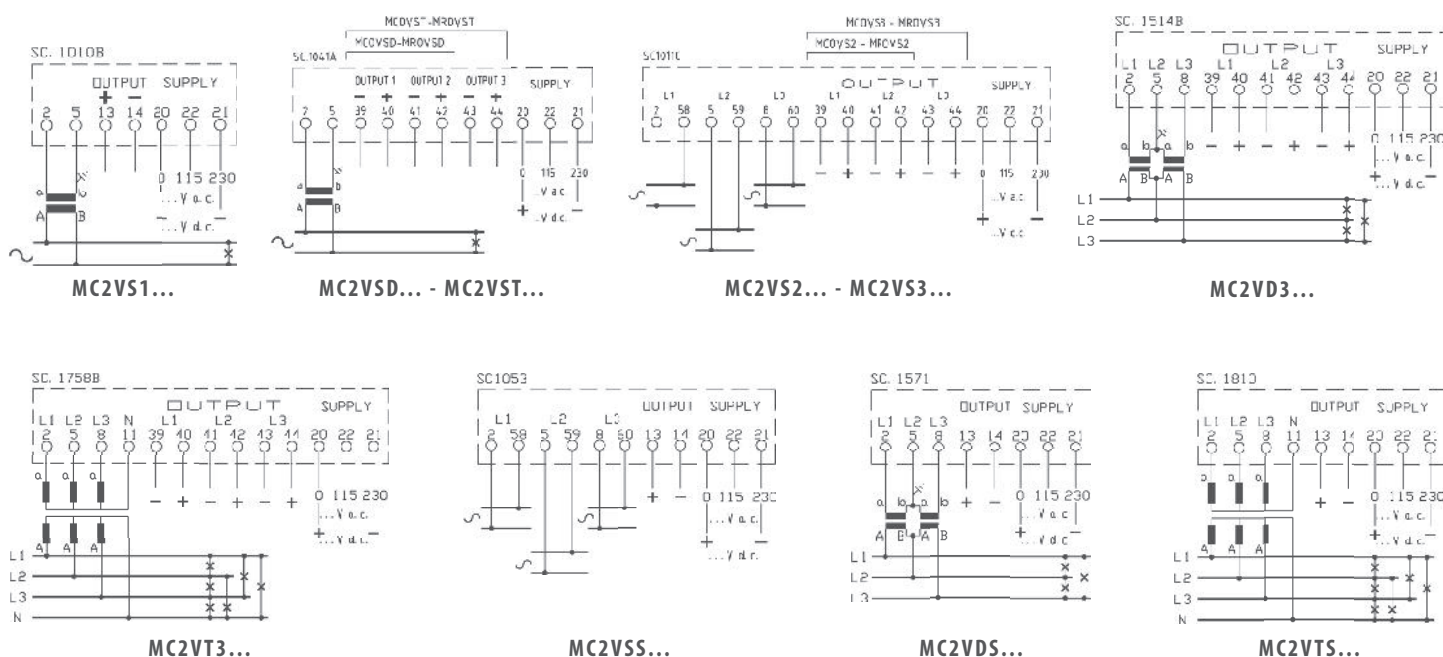 MCDVST-MRDVST
MCDVSD-MRDVSD
MCDVS3 - MRDVS3
MCDVS2 - MRDVS2
SC. 1010B
OUTPUT SUPPLY
+ −
2 5 13 14 20 22 21
a b
A B
0 115 230
...V a.c.
...V d.c.
MC2VS1...
SC.1041A
OUTPUT 1 OUTPUT 2 OUTPUT 3 SUPPLY
− + − + − +
2 5 39 40 41 42 43 44 20 22 21
a b
A B
0 115 230
...V a.c.
+ −
...V d.c.
MC2VSD... - MC2VST...
OUTPUT
L1 L2 L3 L1 L2 L3 SUPPLY
2 58 5 59 8 60 39 40 41 42 43 44 20 22 21
− + − + − +
0 115 230
...V a.c.
+ −
...V d.c.
MC2VS2... - MC2VS3...
SC. 1514B
OUTPUT SUPPLY
L1 L2 L3 L1 L2 L3
2 5 8 39 40 41 42 43 44 20 22 21
a b a b
− + − + − +
0 115 230
...V a.c.
A B A B
+ −
...V d.c.
L1
L2
L3
MC2VD3...
SC. 1758B
OUTPUT SUPPLY
L1 L2 L3 N L1 L2 L3
2 5 8 11 39 40 41 42 43 44 20 22 21
a a a
− + − + − +
0 115 230
...V a.c.
+ −
...V d.c.
A A A
L1
L2
L3
N
MC2VT3...
SC1053
OUTPUT SUPPLY
L1 L2 L3
2 58 5 59 8 60 13 14 20 22 21
+ −
0 115 230
...V a.c.
+ −
...V d.c.
MC2VSS...
SC. 1571
OUTPUT SUPPLY
L1 L2 L3
2 5 8 13 14 20 22 21
a b a b
+ −
0 115 230
...V a.c.
A B A B
+ −
...V d.c.
L1
L2
L3
MC2VDS...
SC. 1810
OUTPUT SUPPLY
L1 L2 L3 N
2 5 8 11 13 14 20 22 21
a a a
+ −
0 115 230
...V a.c.
+ −
...V d.c.
A A A
L1
L2
L3
N
MC2VTS...